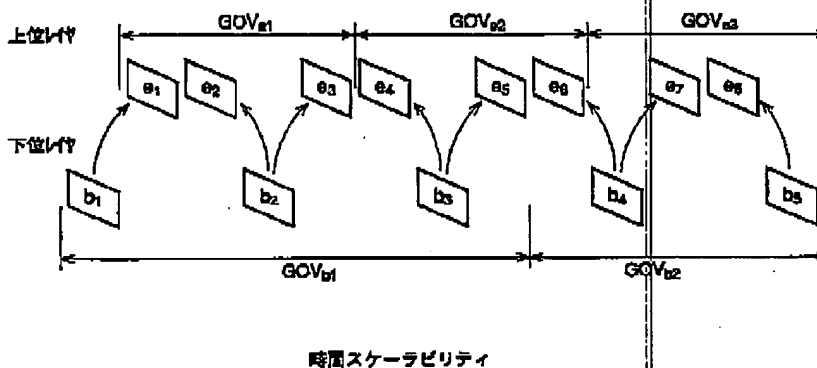 上位レイヤ
GOVe1 GOVe2 GOVe3
e1 e2 e3 e4 e5 e6 e7 e8
下位レイヤ
b1 b2 b3 b4 b5
GOVb1 GOVb2
時間スケーラビリティ